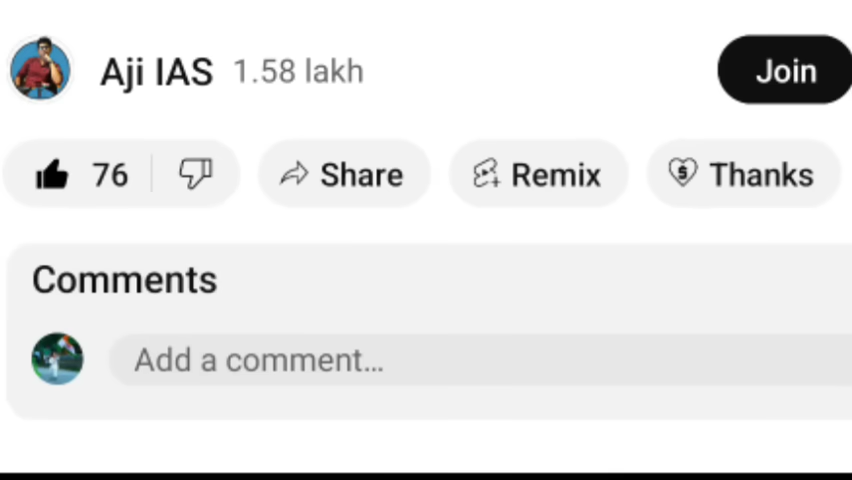 Aji IAS 1.58 lakh Join
76 Share Remix Thanks
Comments
Add a comment...